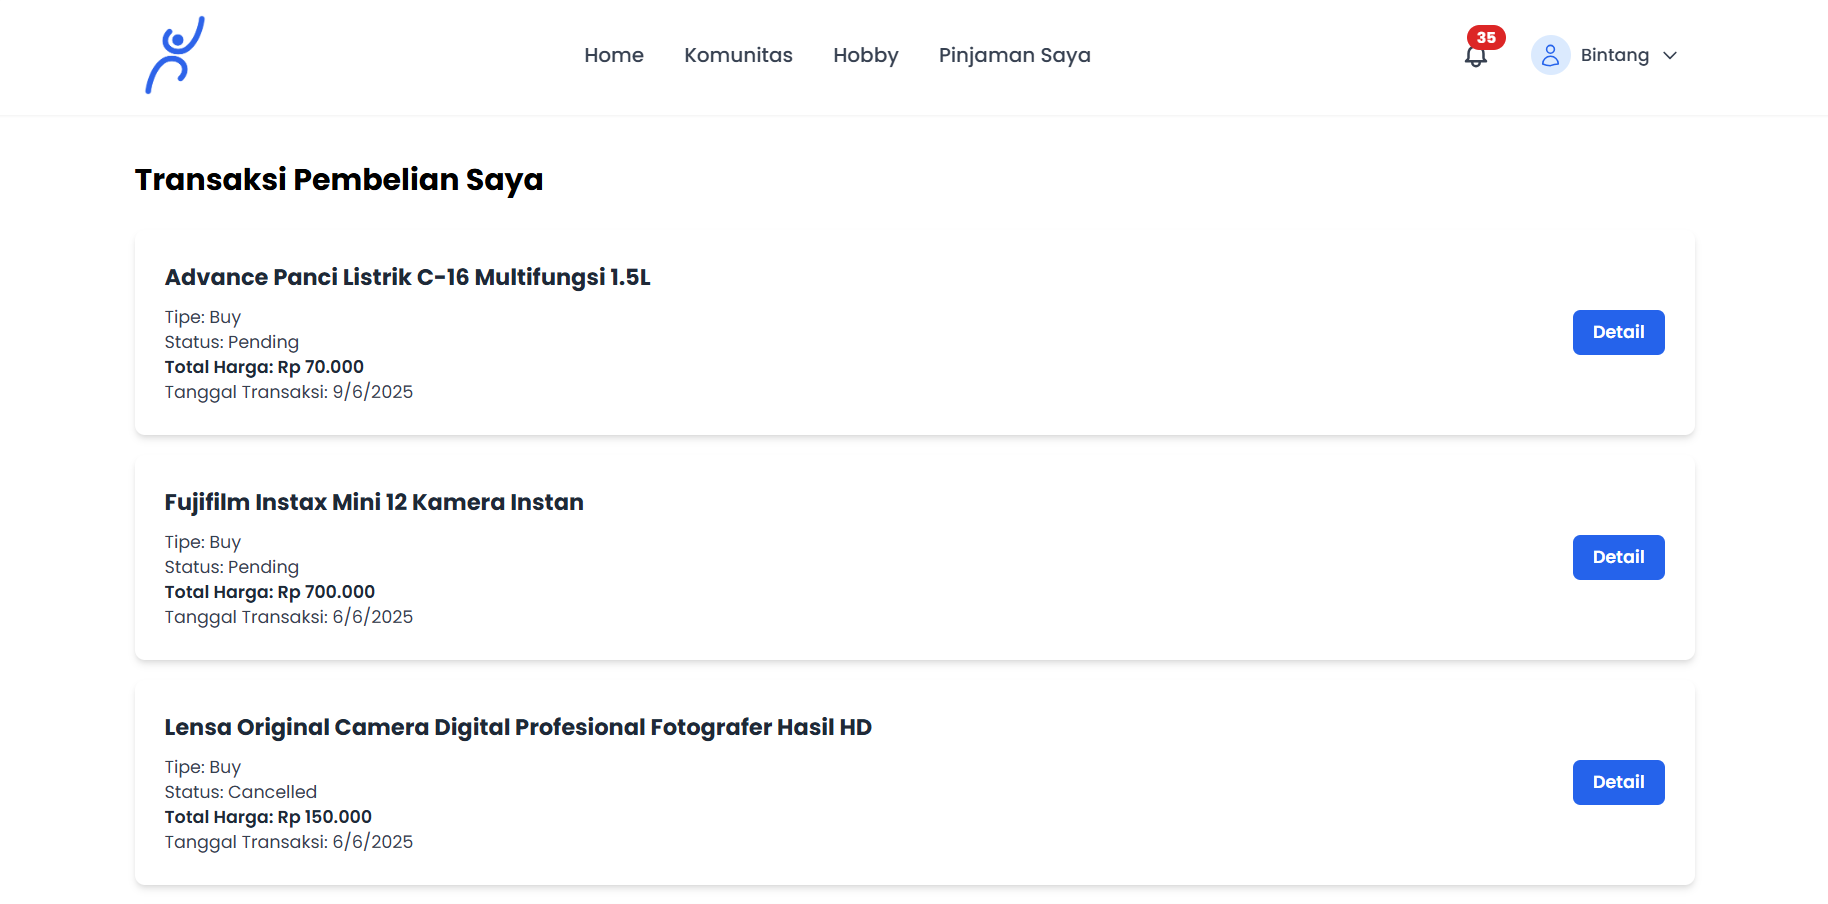 Home Komunitas Hobby Pinjaman Saya 35 Bintang
Transaksi Pembelian Saya
Advance Panci Listrik C-16 Multifungsi 1.5L
Tipe: Buy
Status: Pending
Total Harga: Rp 70.000
Tanggal Transaksi: 9/6/2025
Detail
Fujifilm Instax Mini 12 Kamera Instan
Tipe: Buy
Status: Pending
Total Harga: Rp 700.000
Tanggal Transaksi: 6/6/2025
Detail
Lensa Original Camera Digital Profesional Fotografer Hasil HD
Tipe: Buy
Status: Cancelled
Total Harga: Rp 150.000
Tanggal Transaksi: 6/6/2025
Detail